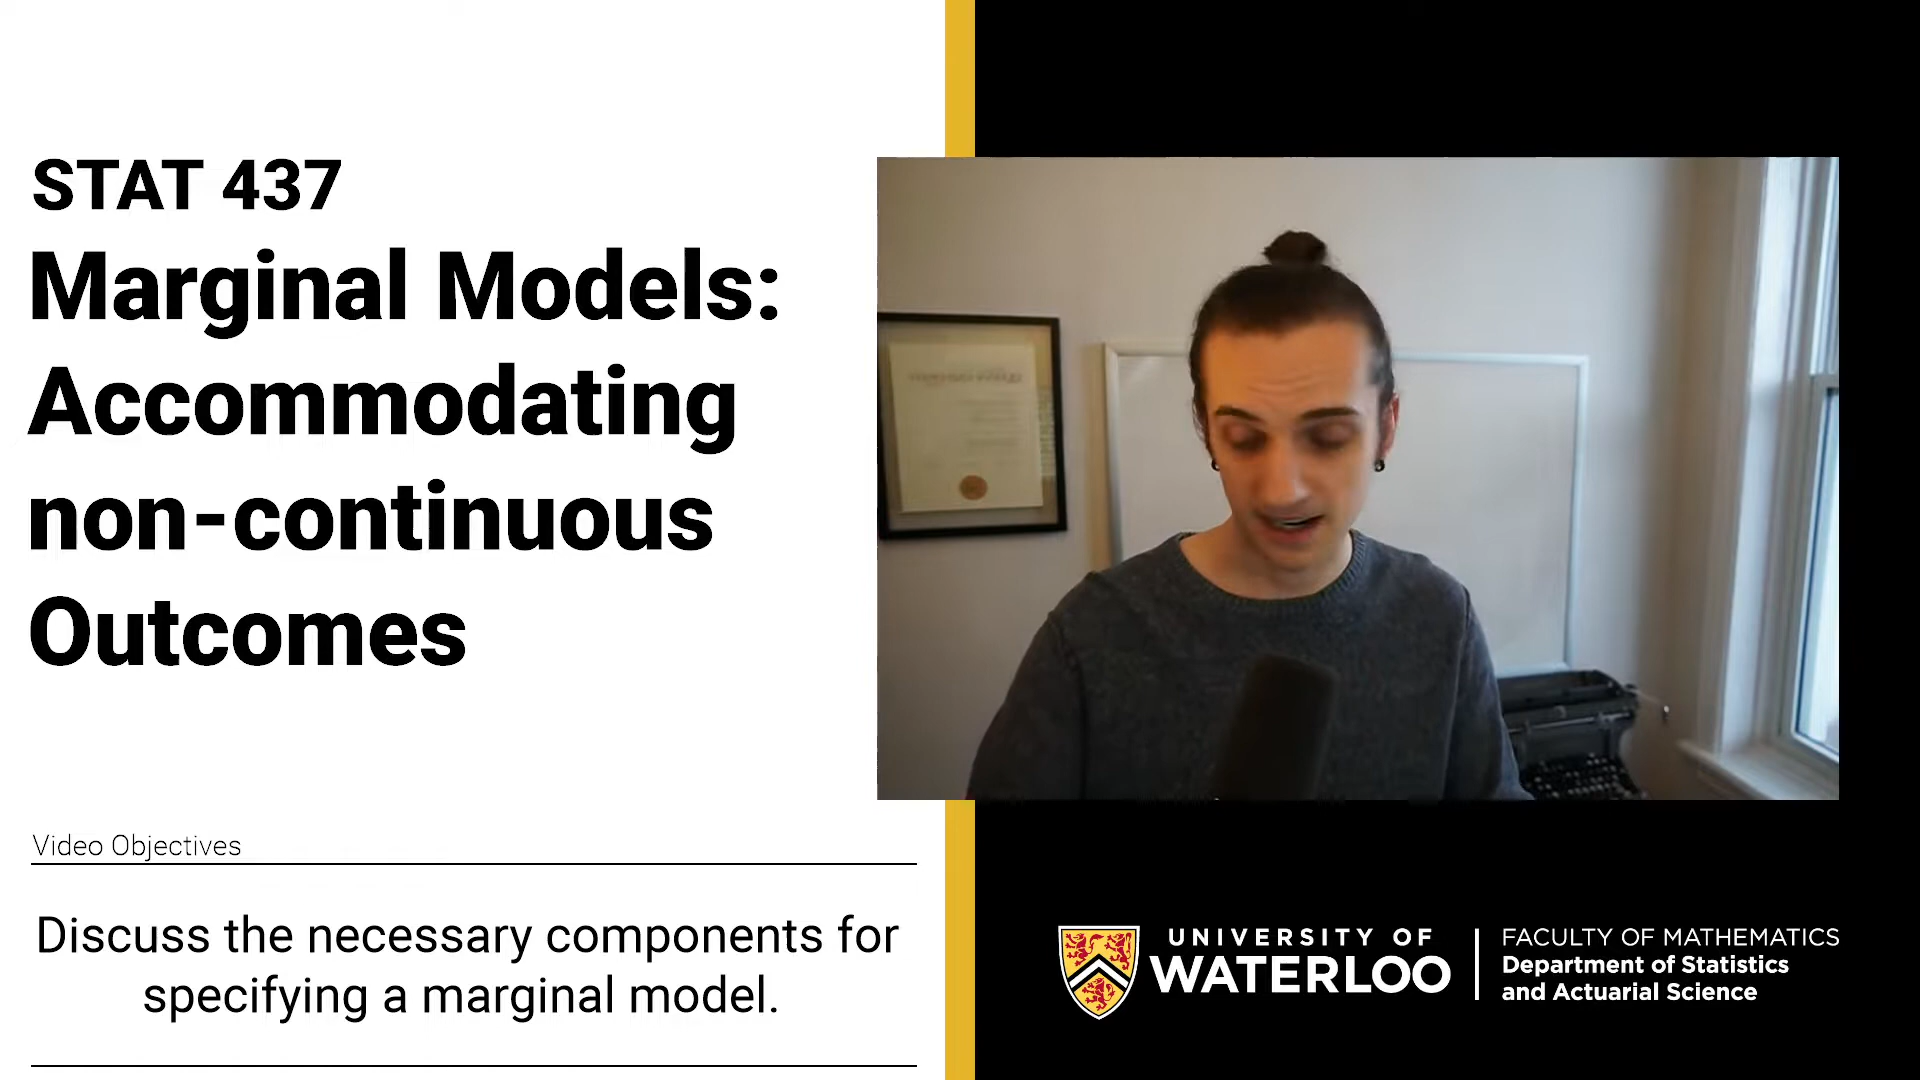 STAT 437
Marginal Models:
Accommodating
non-continuous
Outcomes
Video Objectives
Discuss the necessary components for
specifying a marginal model.
UNIVERSITY OF
WATERLOO
FACULTY OF MATHEMATICS
Department of Statistics
and Actuarial Science